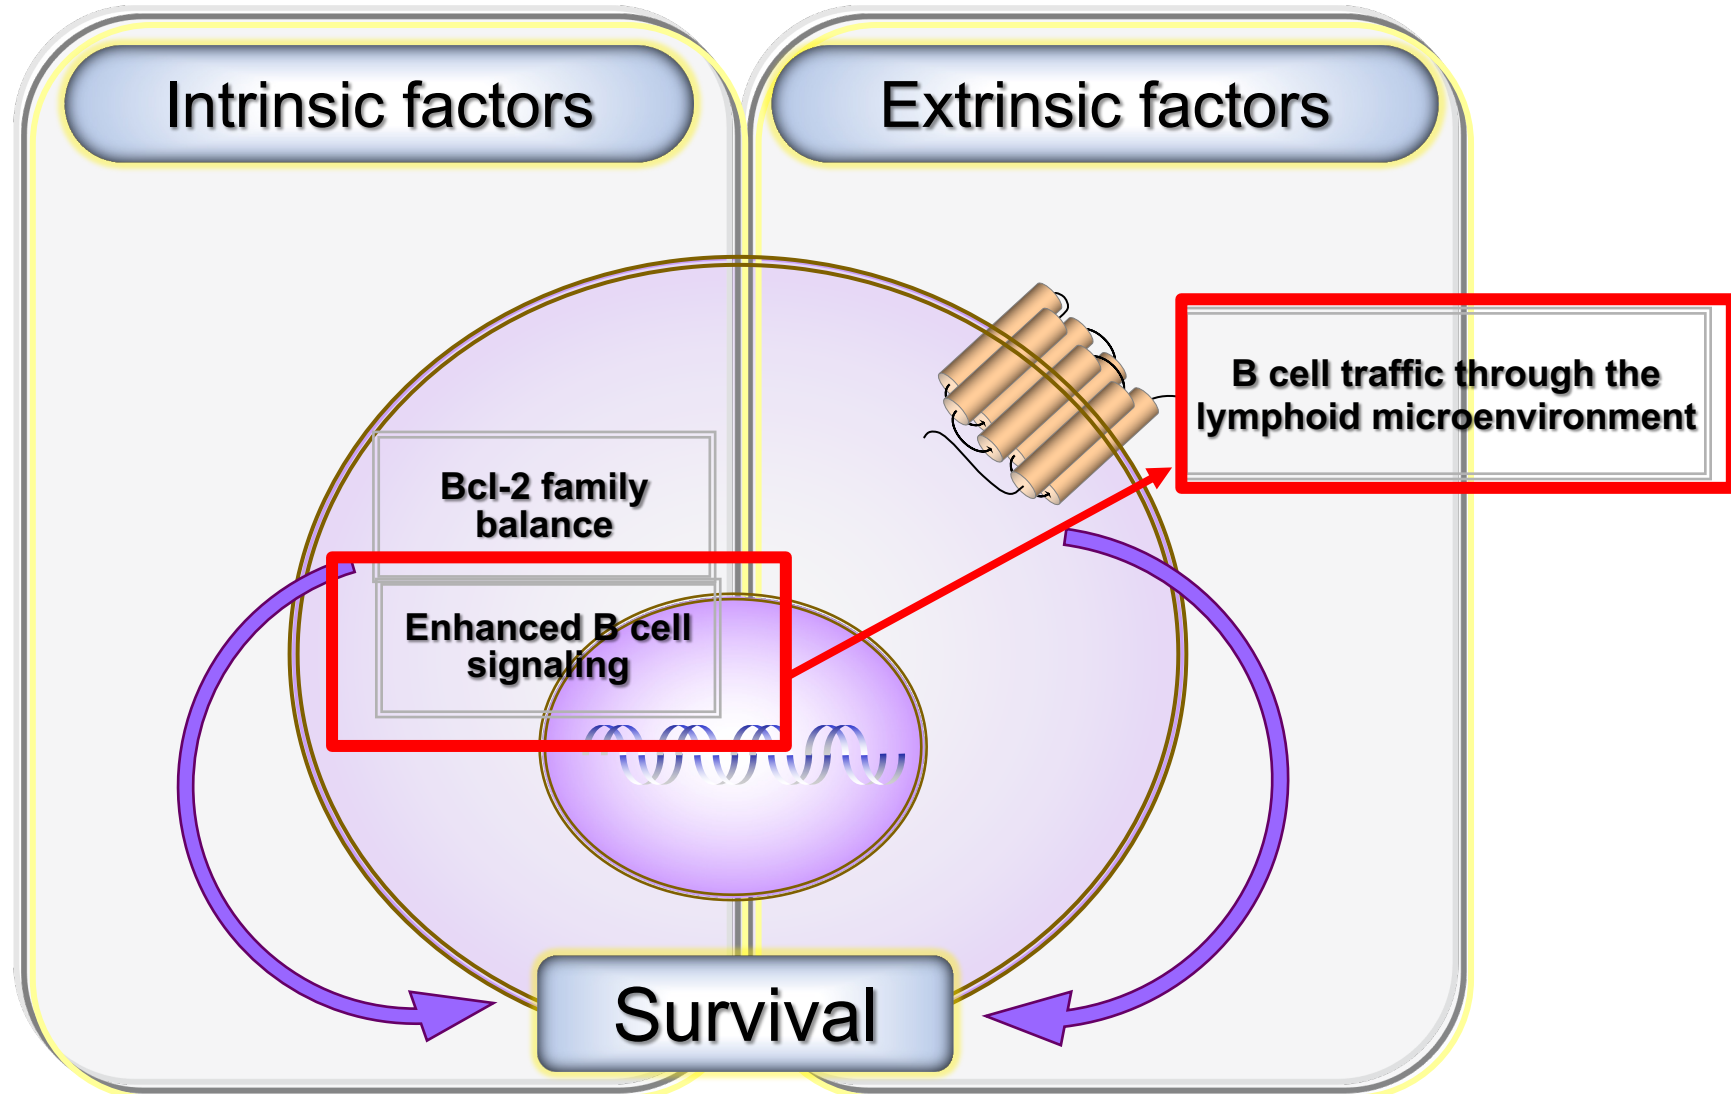 Intrinsic factors
Extrinsic factors
B cell traffic through the
lymphoid microenvironment
Bcl-2 family
balance
Enhanced B cell
signaling
Survival